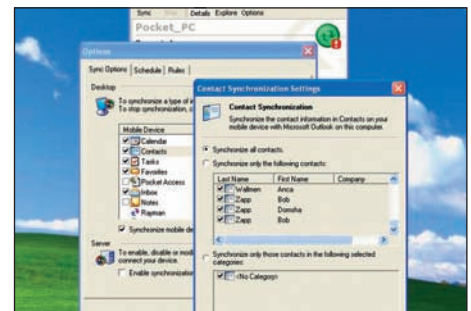 Sync Stop Details Explore Options
Pocket_PC
Options
Sync Options Schedule Rules
Desktop
To synchronize a type of
To stop synchronization,
Mobile Device
Calendar
Contacts
Tasks
Favorites
Pocket Access
Inbox
Notes
Rayman
Synchronize mobile de
Server
To enable, disable or mod
connect your device.
Enable synchronization
Contact Synchronization Settings
Contact Synchronization
Synchronize the contact information in Contacts on your
mobile device with Microsoft Outlook on this computer.
Synchronize all contacts.
Synchronize only the following contacts:
Last Name First Name Company
Wallmen Anca
Zapp Bob
Zapp Domsha
Zapp Bob
Synchronize only those contacts in the following selected
categories:
<No Category>